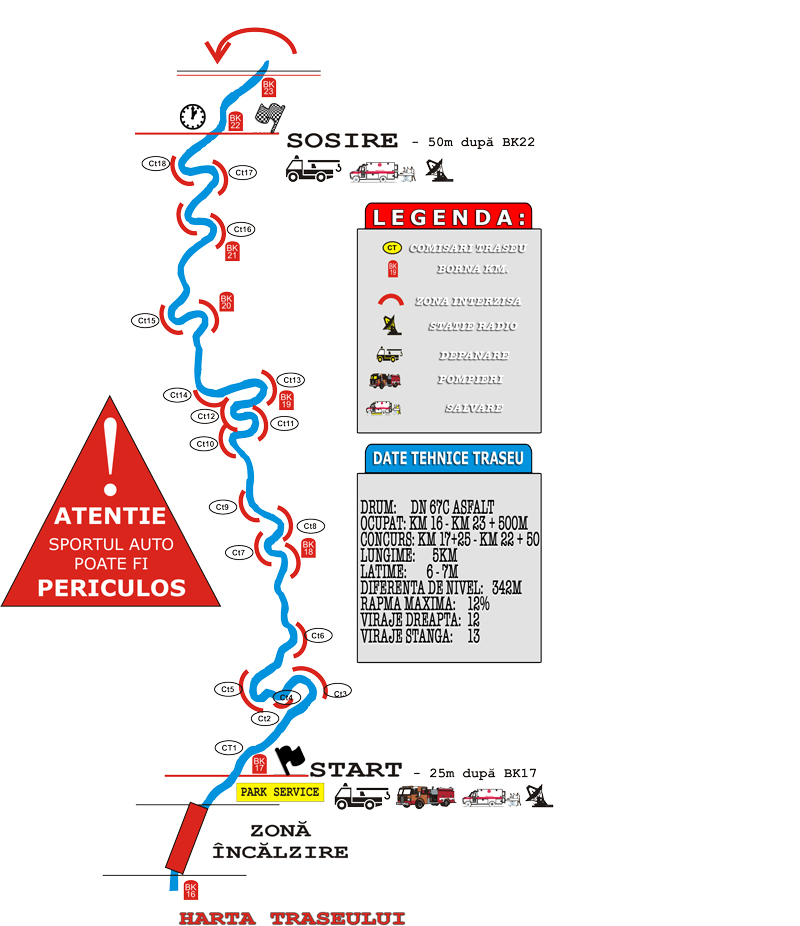 BK
23
BK
22
SOSIRE - 50m după BK22
Ct18
Ct17
Ct16
BK
21
BK
20
Ct15
Ct13
Ct14
BK
19
Ct12
Ct11
Ct10
Ct9
Ct8
Ct7
BK
18
Ct6
Ct5
Ct4
Ct3
Ct2
CT1
BK
17
START - 25m după BK17
PARK SERVICE
ZONĂ
ÎNCĂLZIRE
BK
16
HARTA TRASEULUI
!
ATENTIE
SPORTUL AUTO
POATE FI
PERICULOS
LEGENDA:
CT COMISARI TRASEU
BK
19
BORNA KM.
ZONA INTERZISA
STATIE RADIO
DEPANARE
POMPIERI
SALVARE
DATE TEHNICE TRASEU
DRUM: DN 67C ASFALT
OCUPAT: KM 16 - KM 23 + 500M
CONCURS: KM 17+25 - KM 22 + 50
LUNGIME: 5KM
LATIME: 6 - 7M
DIFERENTA DE NIVEL: 342M
RAPMA MAXIMA: 12%
VIRAJE DREAPTA: 12
VIRAJE STANGA: 13